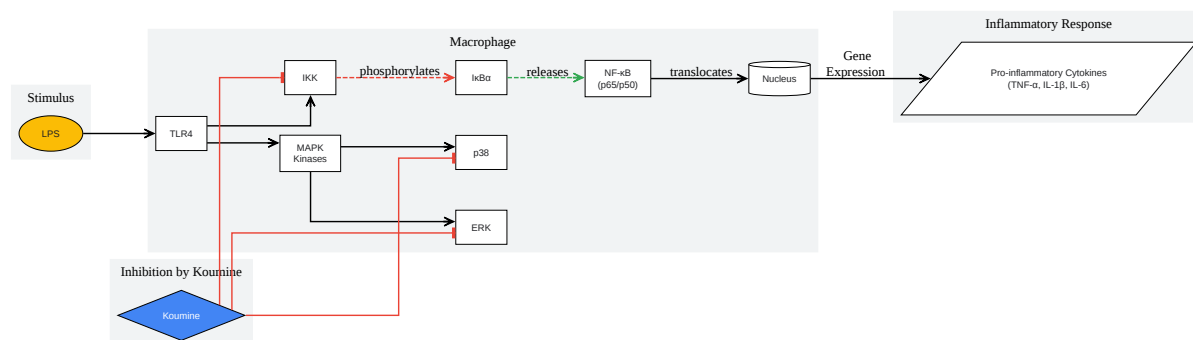 Inflammatory Response
Macrophage
Gene
Expression
IKK
phosphorylates
IκBα
releases
NF-κB
(p65/p50)
translocates
Nucleus
Pro-inflammatory Cytokines
(TNF-α, IL-1β, IL-6)
Stimulus
LPS
TLR4
MAPK
Kinases
p38
ERK
Inhibition by Koumine
Koumine